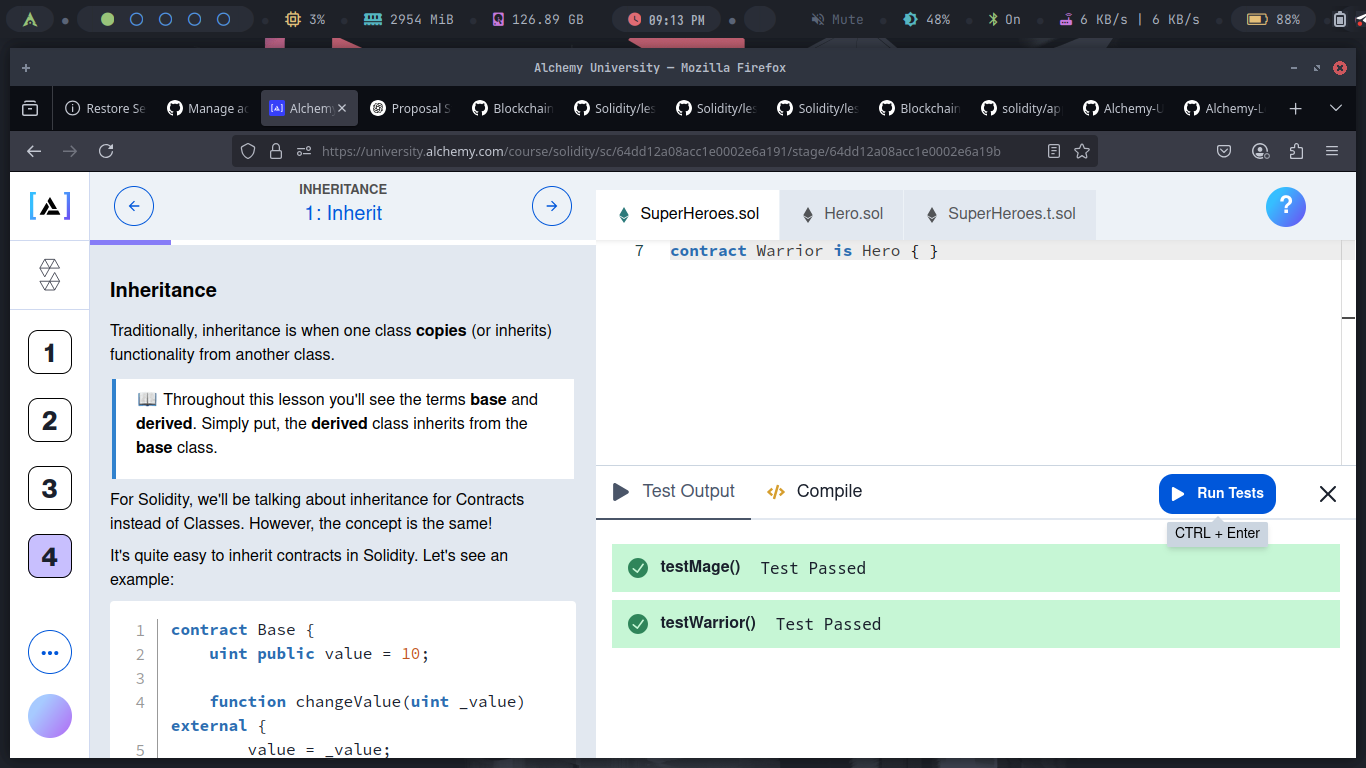 3% 2954 MiB 126.89 GB 09:13 PM Mute 48% On 6 KB/s | 6 KB/s 88%
Alchemy University — Mozilla Firefox
Restore Se Manage ac Alchemy Proposal S Blockchain Solidity/les Solidity/les Solidity/les Blockchain solidity/ap Alchemy-U Alchemy-L
https://university.alchemy.com/course/solidity/sc/64dd12a08acc1e0002e6a191/stage/64dd12a08acc1e0002e6a19b
INHERITANCE
1: Inherit
SuperHeroes.sol Hero.sol SuperHeroes.t.sol ?
1
2
3
4
Inheritance
Traditionally, inheritance is when one class copies (or inherits)
functionality from another class.
📖 Throughout this lesson you'll see the terms base and
derived. Simply put, the derived class inherits from the
base class.
For Solidity, we'll be talking about inheritance for Contracts
instead of Classes. However, the concept is the same!
It's quite easy to inherit contracts in Solidity. Let's see an
example:
1 contract Base {
2 uint public value = 10;
3
4 function changeValue(uint _value)
external {
5 value = _value;
7 contract Warrior is Hero { }
Test Output </> Compile Run Tests
CTRL + Enter
testMage() Test Passed
testWarrior() Test Passed